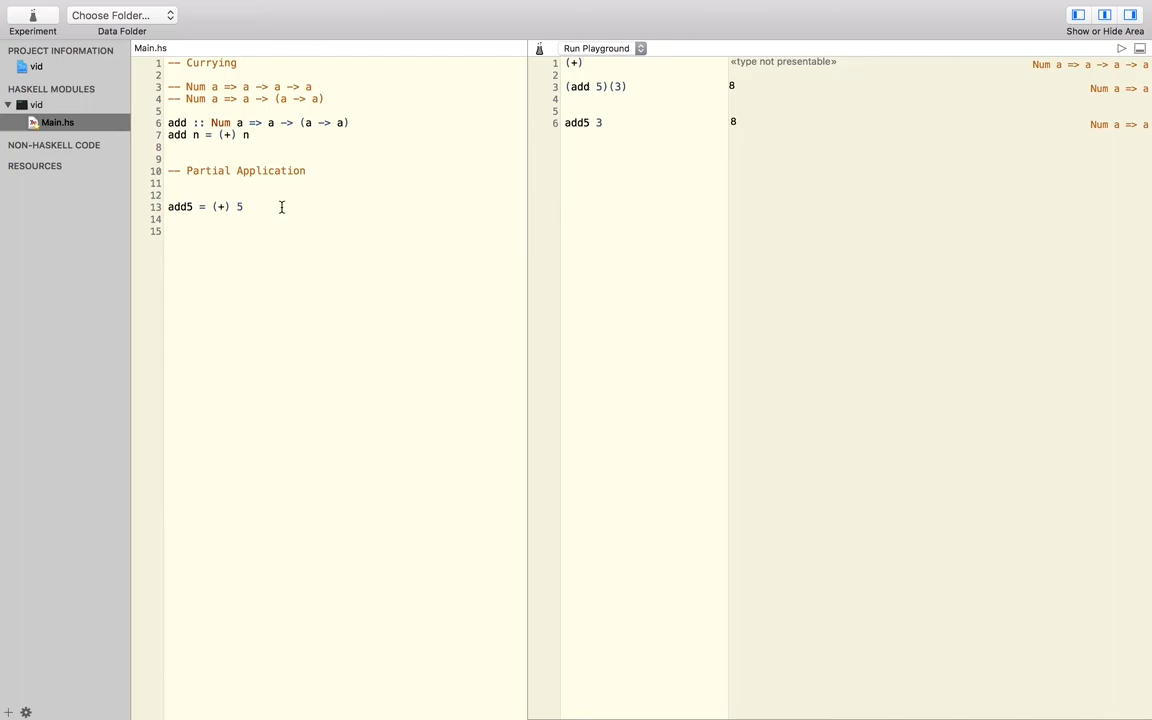 Choose Folder...
Experiment
Data Folder
Show or Hide Area
PROJECT INFORMATION
vid
HASKELL MODULES
vid
Main.hs
NON-HASKELL CODE
RESOURCES
Main.hs
1 -- Currying
2
3 -- Num a => a -> a -> a
4 -- Num a => a -> (a -> a)
5
6 add :: Num a => a -> (a -> a)
7 add n = (+) n
8
9
10 -- Partial Application
11
12
13 add5 = (+) 5
14
15
Run Playground
1 (+) «type not presentable» Num a => a -> a -> a
2
3 (add 5)(3) 8 Num a => a
4
5
6 add5 3 8 Num a => a